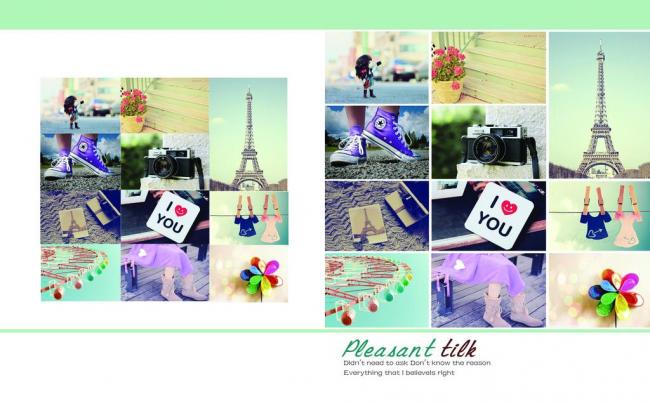 I
YOU
I
YOU
Pleasant tilk
Didn't need to ask Don't know the reason
Everything that I believels right